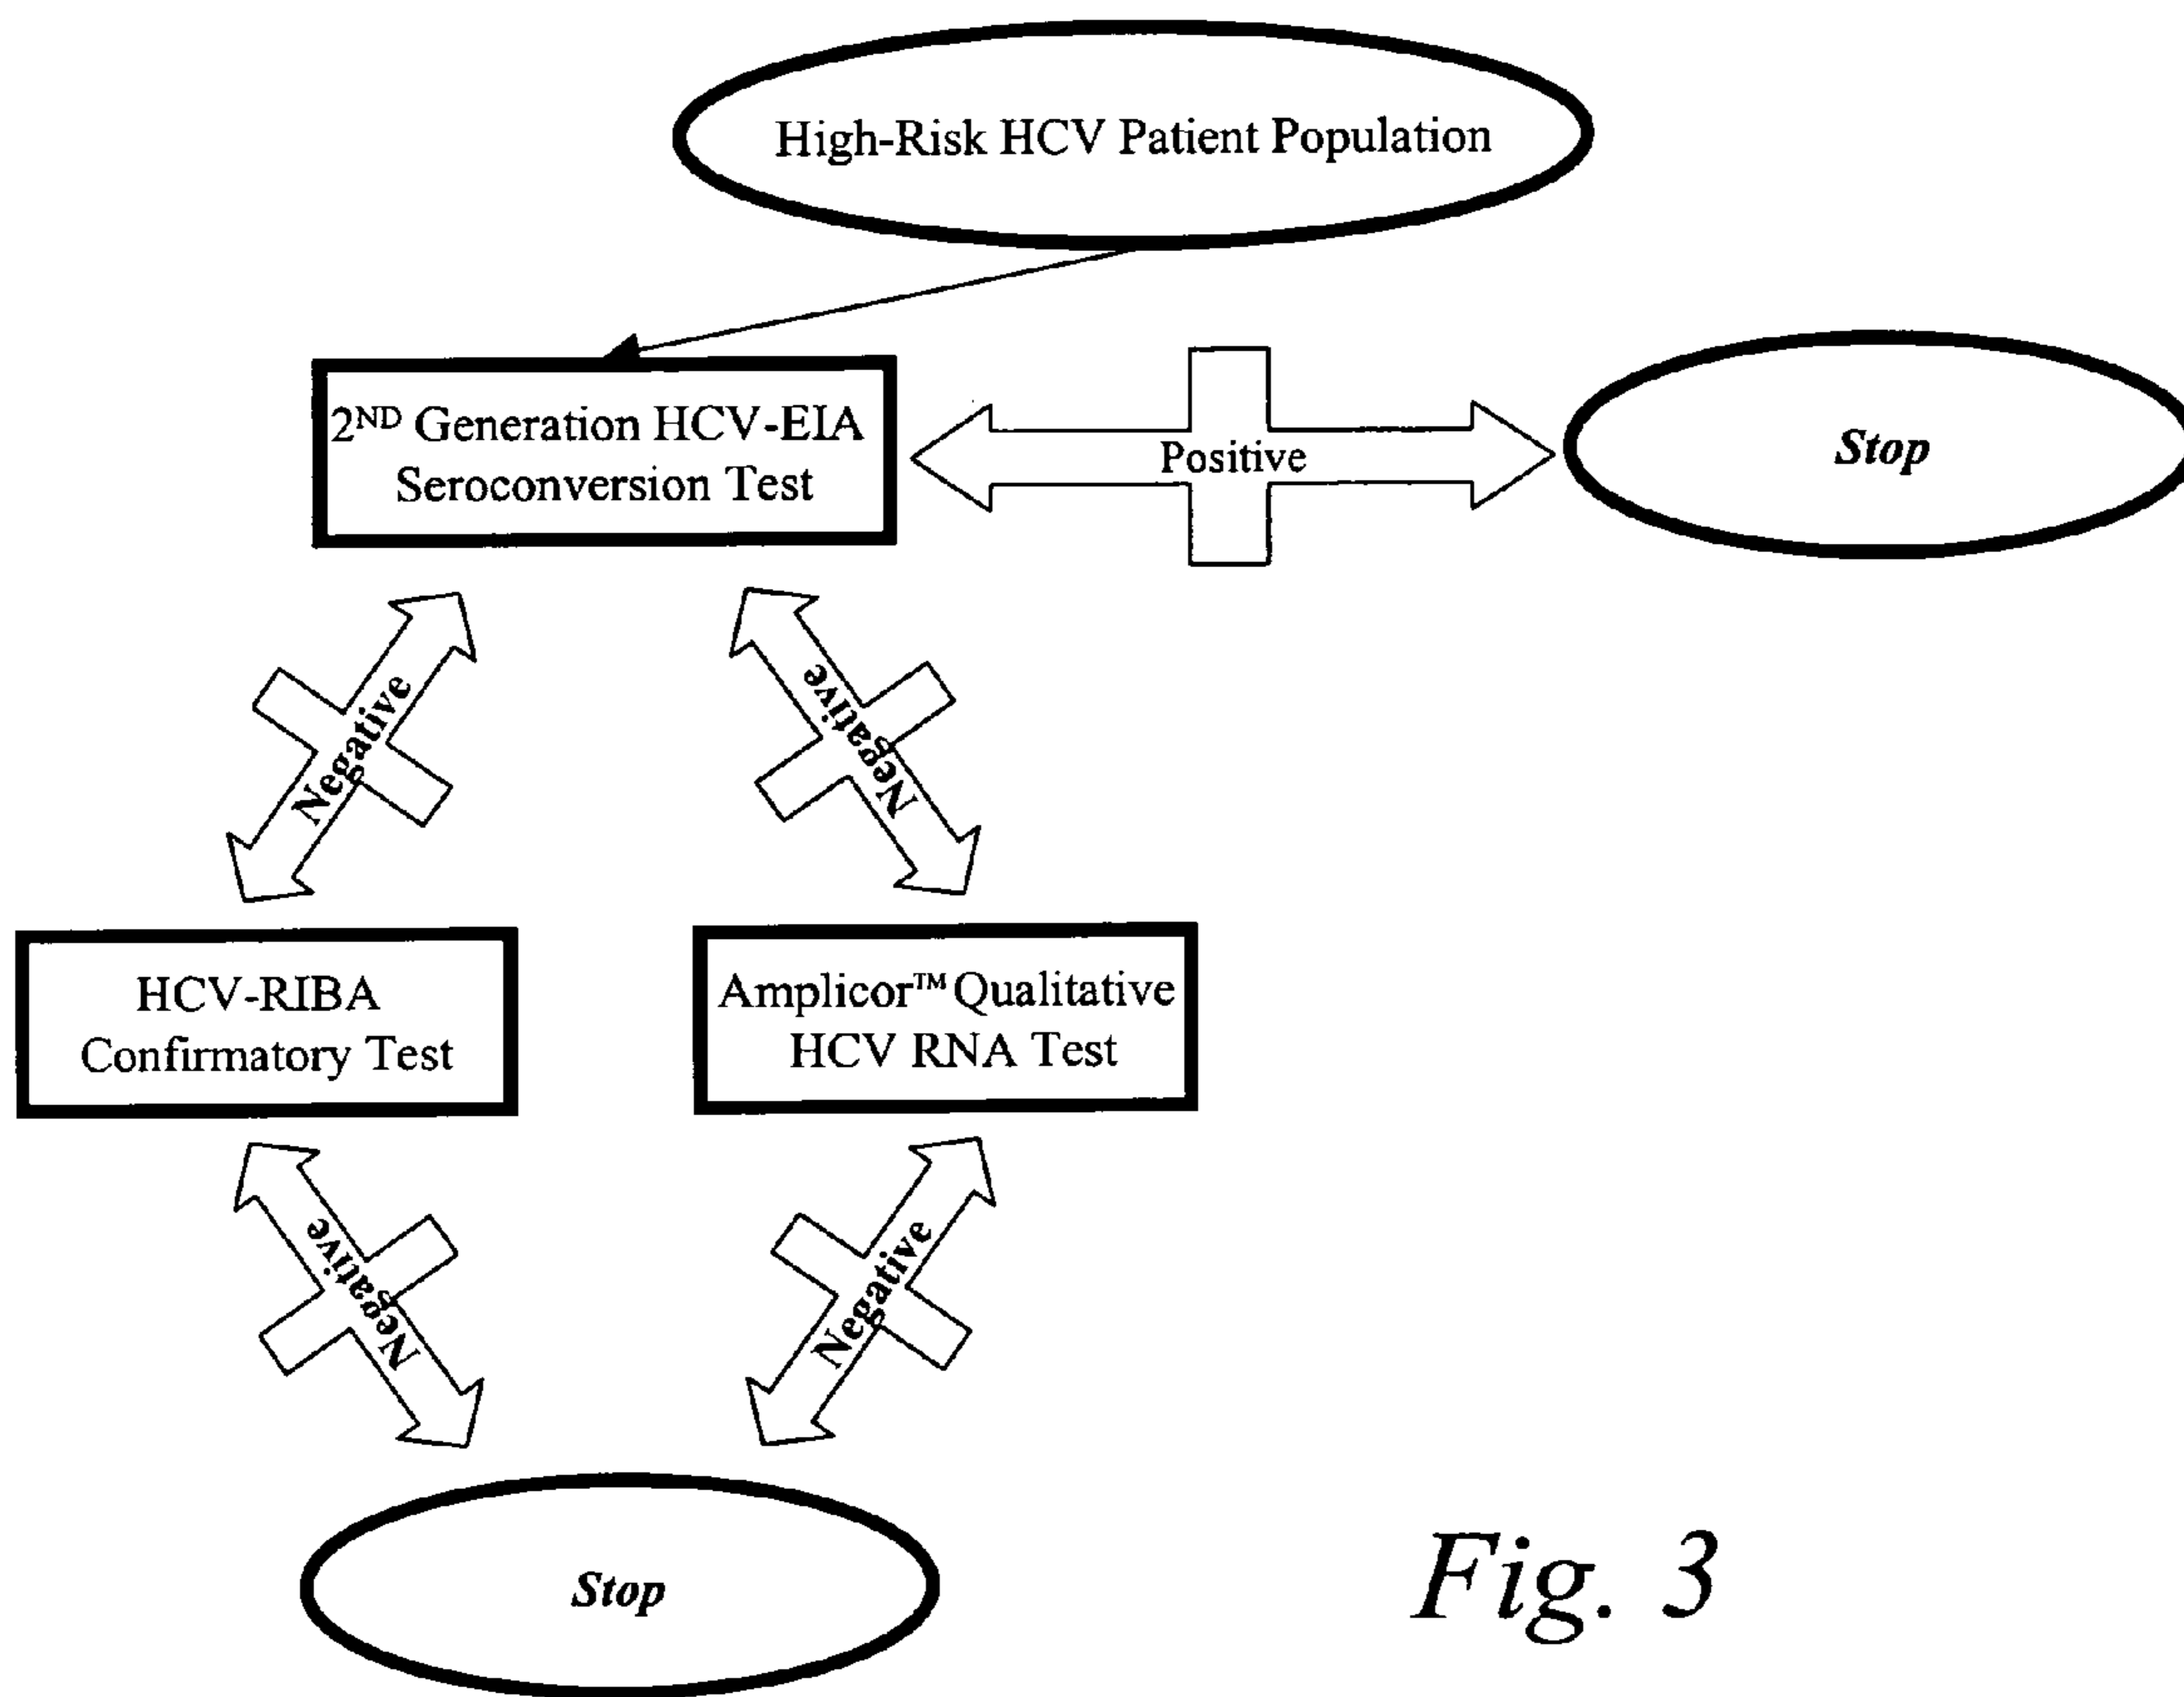 High-Risk HCV Patient Population
2ND Generation HCV-EIA
Seroconversion Test
Positive
Stop
Negative
Negative
HCV-RIBA
Confirmatory Test
Amplicor™ Qualitative
HCV RNA Test
Negative
Negative
Stop
Fig. 3